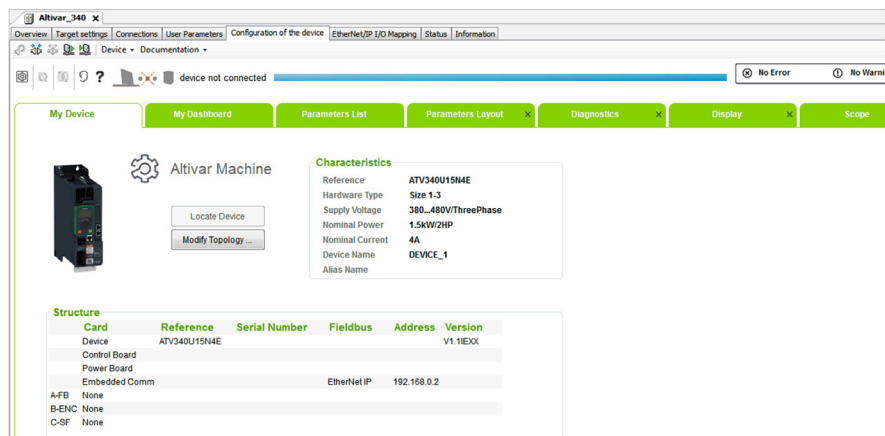 Altivar_340 x
Overview Target settings Connections User Parameters Configuration of the device EtherNet/IP I/O Mapping Status Information
Device Documentation
? device not connected No Error No Warni
My Device My Dashboard Parameters List Parameters Layout x Diagnostics x Display x Scope
Altivar Machine
Locate Device
Modify Topology ...
Characteristics
Reference ATV340U15N4E
Hardware Type Size 1-3
Supply Voltage 380...480V/ThreePhase
Nominal Power 1.5kW/2HP
Nominal Current 4A
Device Name DEVICE_1
Alias Name
Structure
Card Reference Serial Number Fieldbus Address Version
Device ATV340U15N4E V1.1IEXX
Control Board
Power Board
Embedded Comm EtherNet IP 192.168.0.2
A-FB None
B-ENC None
C-SF None